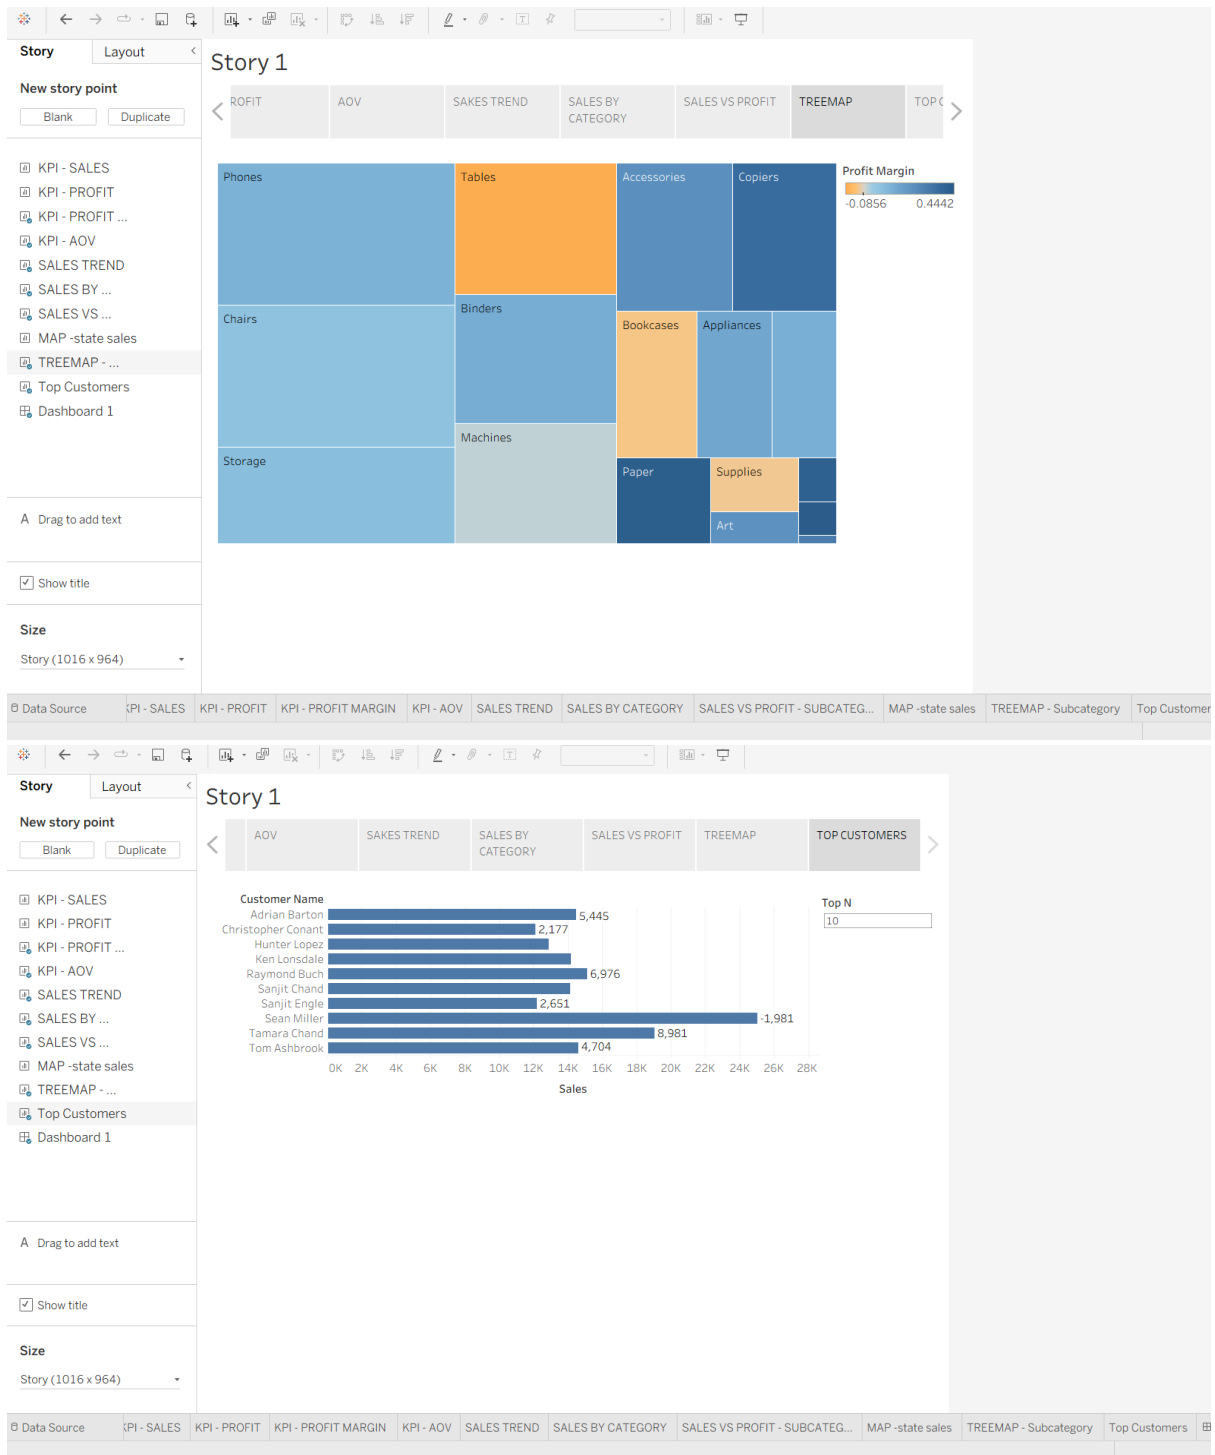 Story
Layout
Story 1
New story point
Blank
Duplicate
ROFIT
AOV
SAKES TREND
SALES BY
CATEGORY
SALES VS PROFIT
TREEMAP
TOP C
KPI - SALES
KPI - PROFIT
KPI - PROFIT ...
KPI - AOV
SALES TREND
SALES BY ...
SALES VS ...
MAP -state sales
TREEMAP - ...
Top Customers
Dashboard 1
Phones
Tables
Accessories
Copiers
Chairs
Binders
Bookcases
Appliances
Storage
Machines
Paper
Supplies
Art
Profit Margin
-0.0856
0.4442
A Drag to add text
Show title
Size
Story (1016 x 964)
Data Source
KPI - SALES
KPI - PROFIT
KPI - PROFIT MARGIN
KPI - AOV
SALES TREND
SALES BY CATEGORY
SALES VS PROFIT - SUBCATEG...
MAP -state sales
TREEMAP - Subcategory
Top Customer
Story
Layout
Story 1
New story point
Blank
Duplicate
AOV
SAKES TREND
SALES BY
CATEGORY
SALES VS PROFIT
TREEMAP
TOP CUSTOMERS
KPI - SALES
KPI - PROFIT
KPI - PROFIT ...
KPI - AOV
SALES TREND
SALES BY ...
SALES VS ...
MAP -state sales
TREEMAP - ...
Top Customers
Dashboard 1
Customer Name
Adrian Barton 5,445
Christopher Conant 2,177
Hunter Lopez
Ken Lonsdale
Raymond Buch 6,976
Sanjit Chand
Sanjit Engle 2,651
Sean Miller -1,981
Tamara Chand 8,981
Tom Ashbrook 4,704
0K 2K 4K 6K 8K 10K 12K 14K 16K 18K 20K 22K 24K 26K 28K
Sales
Top N
10
A Drag to add text
Show title
Size
Story (1016 x 964)
Data Source
KPI - SALES
KPI - PROFIT
KPI - PROFIT MARGIN
KPI - AOV
SALES TREND
SALES BY CATEGORY
SALES VS PROFIT - SUBCATEG...
MAP -state sales
TREEMAP - Subcategory
Top Customers